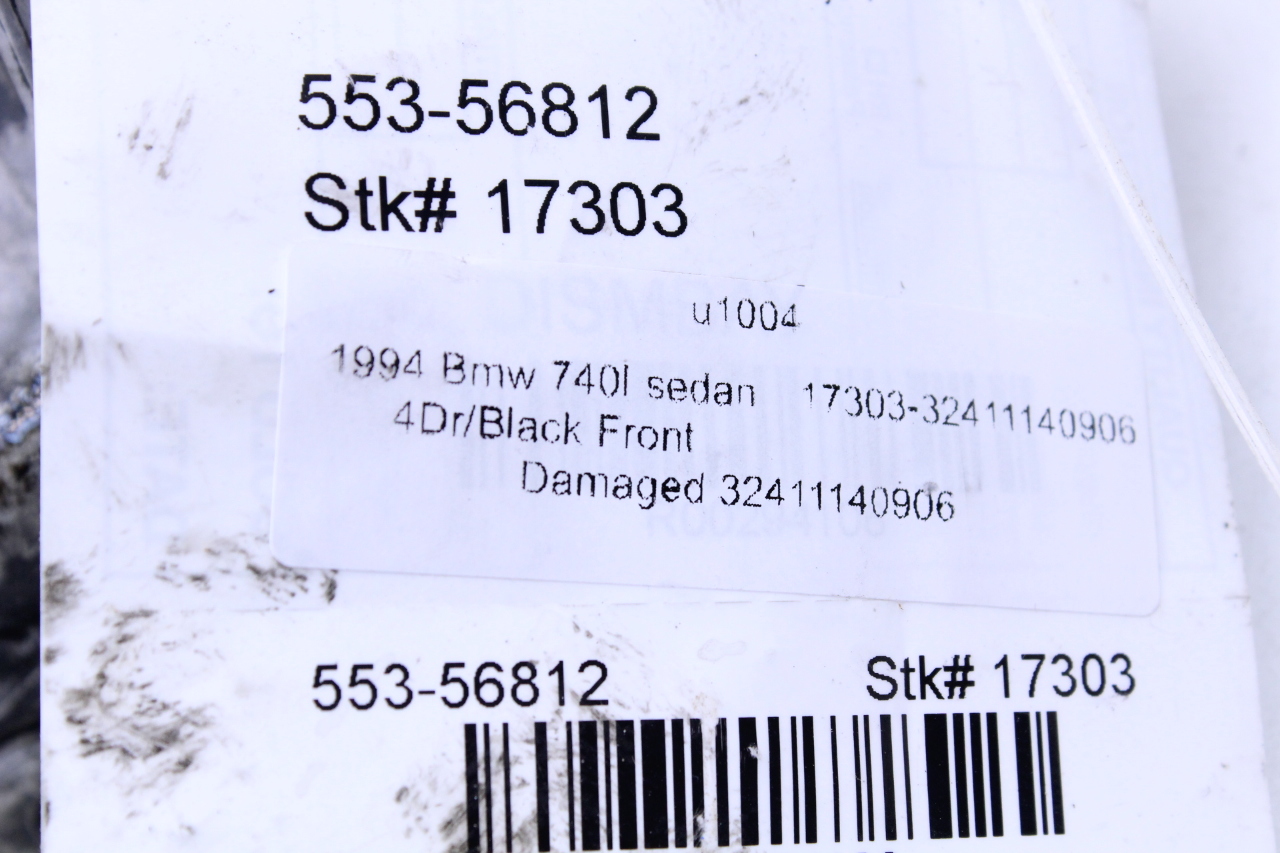 553-56812
Stk# 17303
u1004
1994 Bmw 740I sedan 17303-32411140906
4Dr/Black Front
Damaged 32411140906
553-56812 Stk# 17303